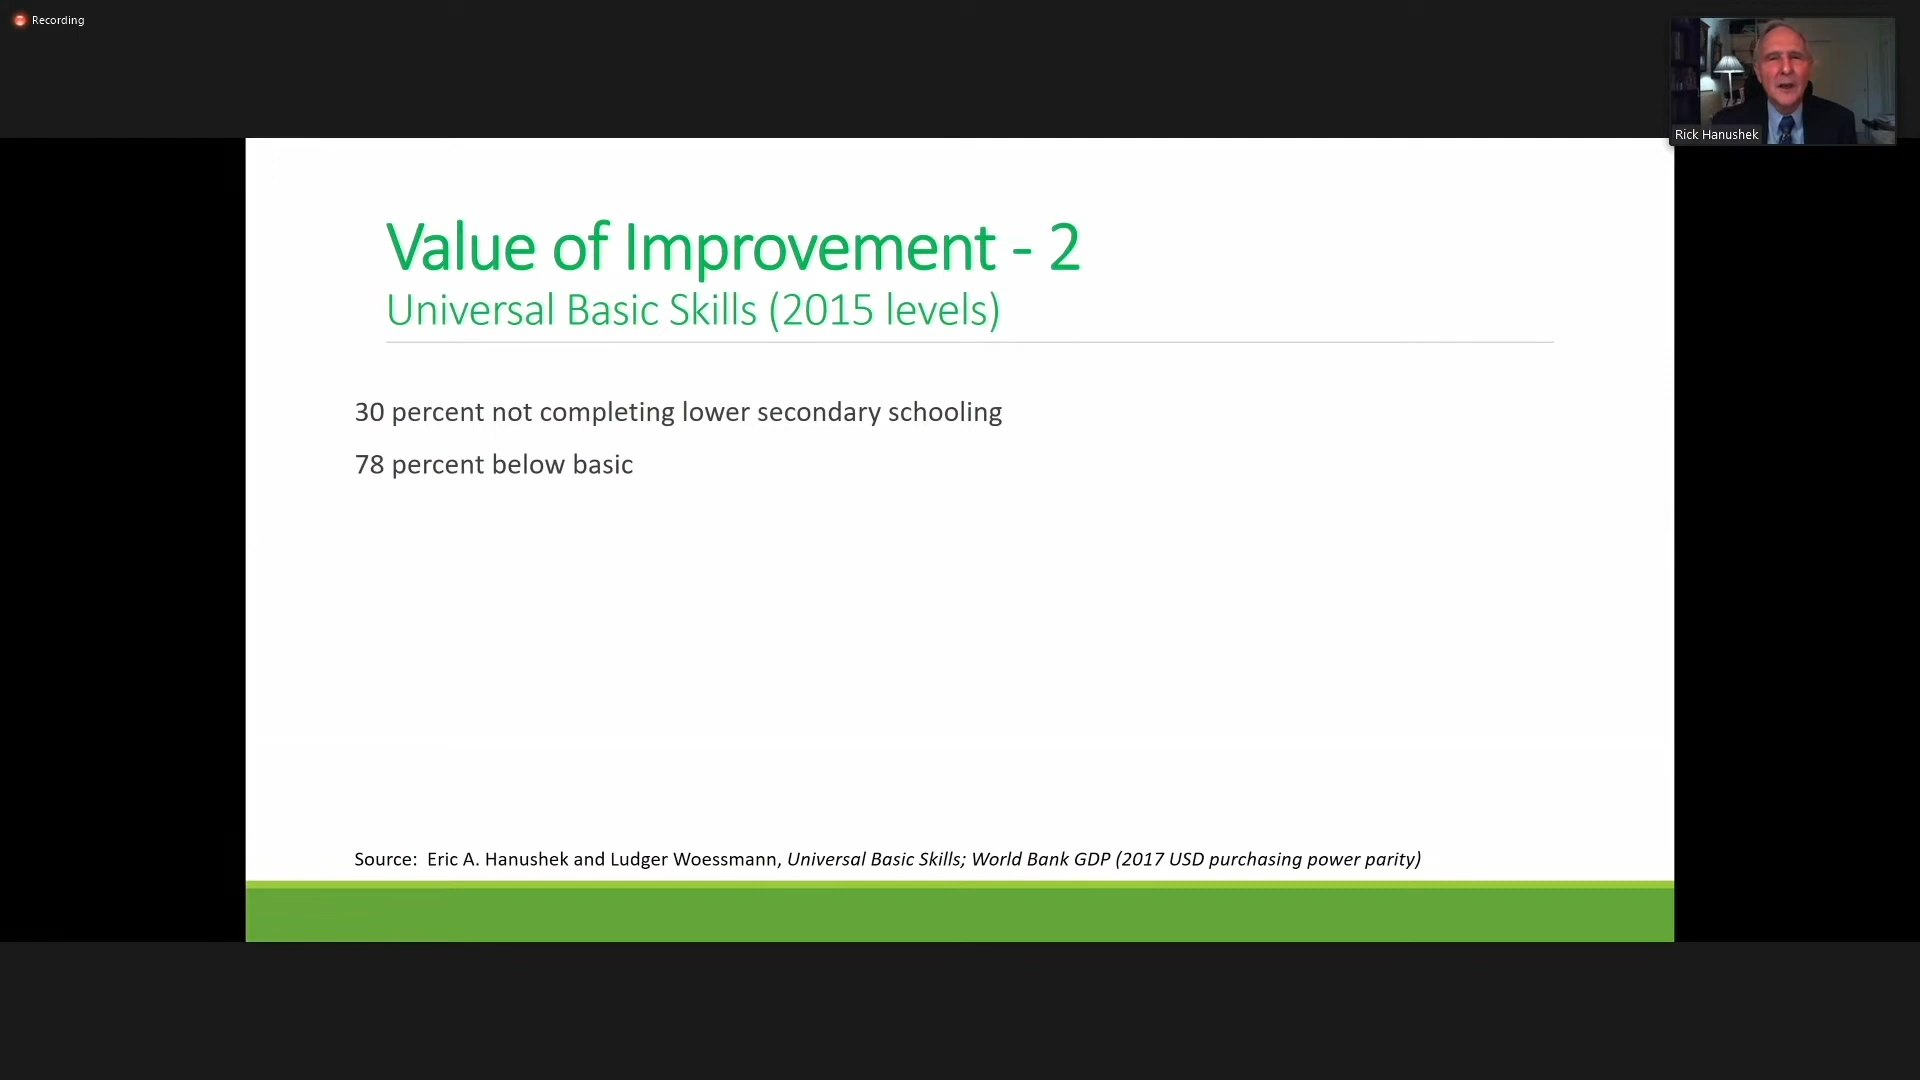 Recording
Rick Hanushek
Value of Improvement - 2
Universal Basic Skills (2015 levels)
30 percent not completing lower secondary schooling
78 percent below basic
Source: Eric A. Hanushek and Ludger Woessmann, Universal Basic Skills; World Bank GDP (2017 USD purchasing power parity)